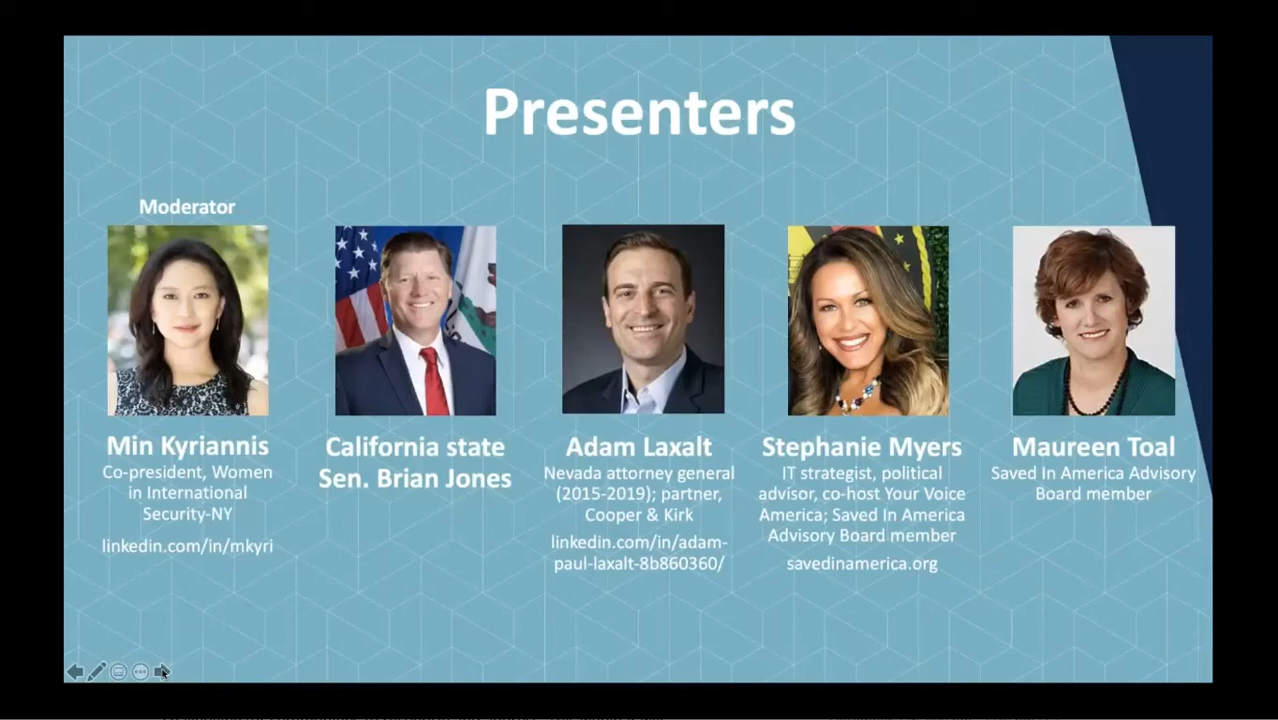 Presenters
Moderator
Min Kyriannis
Co-president, Women
in International
Security-NY
linkedin.com/in/mkyri
California state
Sen. Brian Jones
Adam Laxalt
Nevada attorney general
(2015-2019); partner,
Cooper & Kirk
linkedin.com/in/adam-
paul-laxalt-8b860360/
Stephanie Myers
IT strategist, political
advisor, co-host Your Voice
America; Saved In America
Advisory Board member
savedinamerica.org
Maureen Toal
Saved In America Advisory
Board member